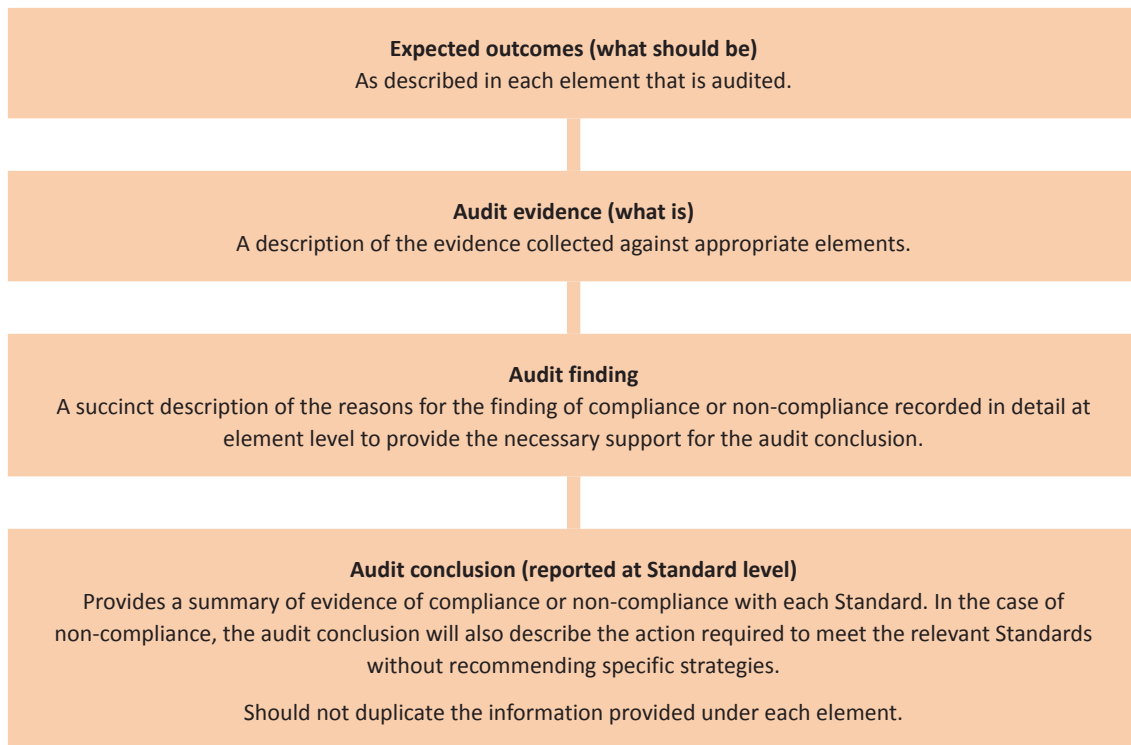 Expected outcomes (what should be)
As described in each element that is audited.
Audit evidence (what is)
A description of the evidence collected against appropriate elements.
Audit finding
A succinct description of the reasons for the finding of compliance or non-compliance recorded in detail at
element level to provide the necessary support for the audit conclusion.
Audit conclusion (reported at Standard level)
Provides a summary of evidence of compliance or non-compliance with each Standard. In the case of
non-compliance, the audit conclusion will also describe the action required to meet the relevant Standards
without recommending specific strategies.
Should not duplicate the information provided under each element.